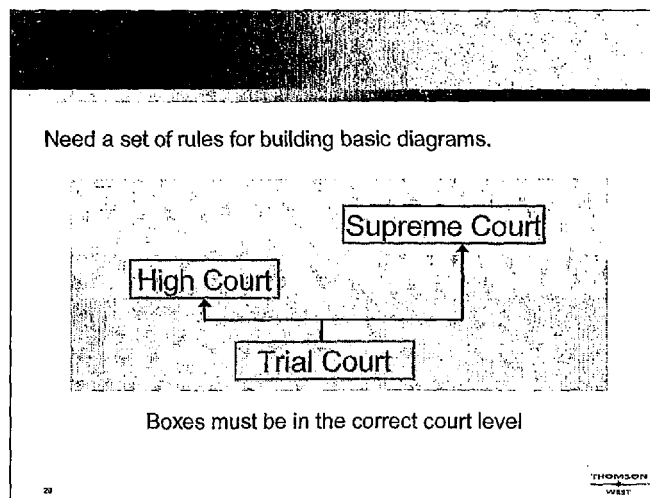 Need a set of rules for building basic diagrams.
Supreme Court
High Court
Trial Court
Boxes must be in the correct court level
20
THOMSON
WEST